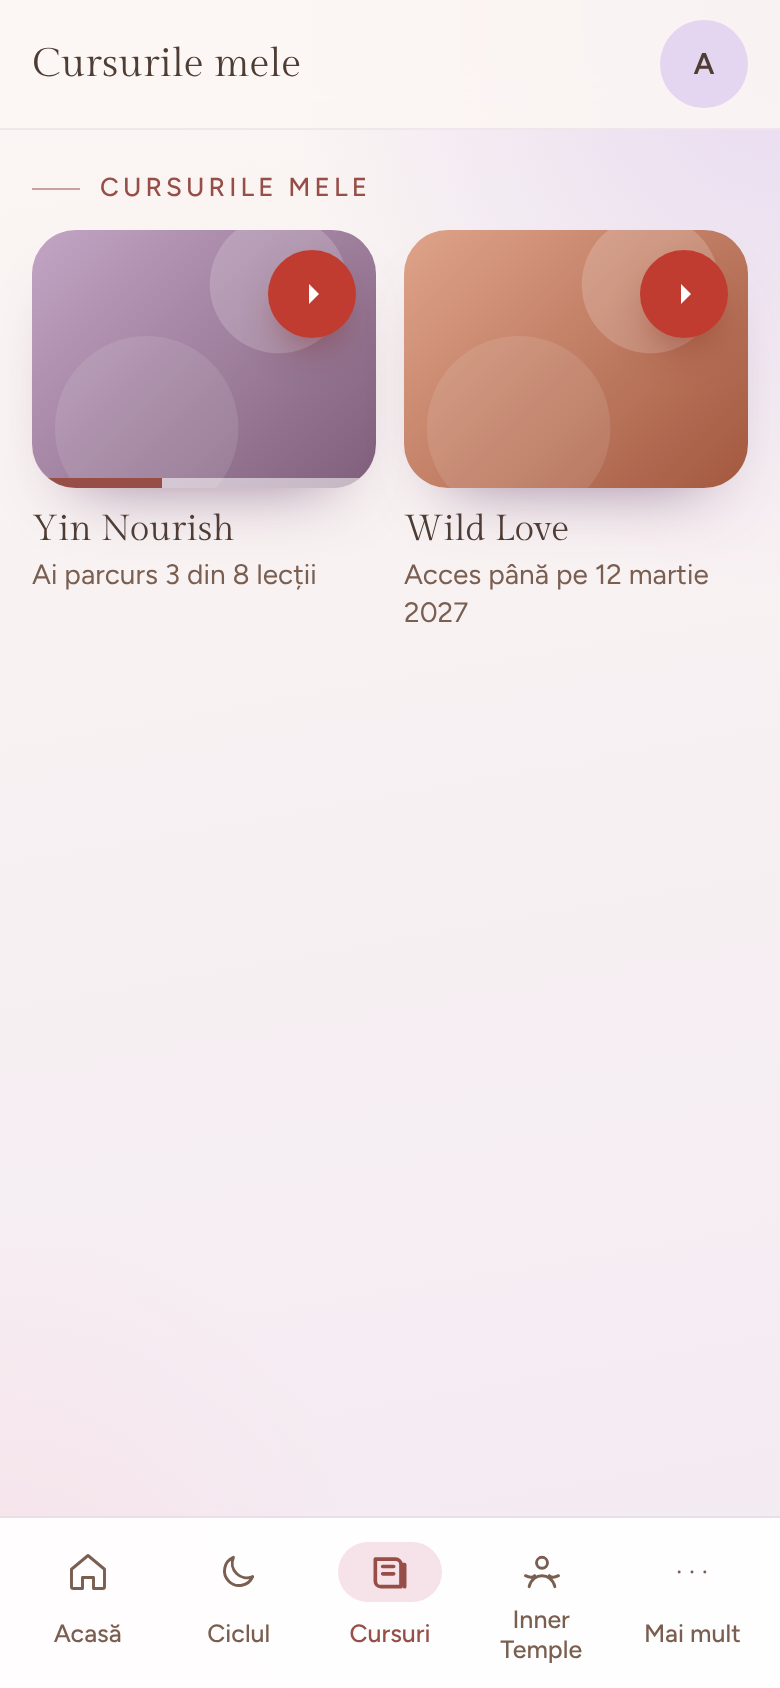 Cursurile mele
A
CURSURILE MELE
Yin Nourish
Ai parcurs 3 din 8 lecții
Wild Love
Acces până pe 12 martie
2027
Acasă
Ciclul
Cursuri
Inner
Temple
Mai mult